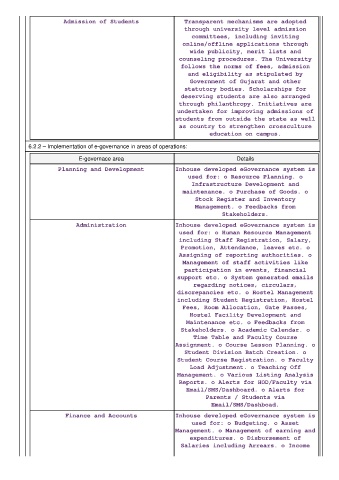 Admission of Students
Transparent mechanisms are adopted
through university level admission
committees, including inviting
online/offline applications through
wide publicity, merit lists and
counseling procedures. The University
follows the norms of fees, admission
and eligibility as stipulated by
Government of Gujarat and other
statutory bodies. Scholarships for
deserving students are also arranged
through philanthropy. Initiatives are
undertaken for improving admissions of
students from outside the state as well
as country to strengthen crossculture
education on campus.
6.2.2 – Implementation of e-governance in areas of operations:
E-governace area
Details
Planning and Development
Inhouse developed eGovernance system is
used for: o Resource Planning. o
Infrastructure Development and
maintenance. o Purchase of Goods. o
Stock Register and Inventory
Management. o Feedbacks from
Stakeholders.
Administration
Inhouse developed eGovernance system is
used for: o Human Resource Management
including Staff Registration, Salary,
Promotion, Attendance, leaves etc. o
Assigning of reporting authorities. o
Management of staff activities like
participation in events, financial
support etc. o System generated emails
regarding notices, circulars,
discrepancies etc. o Hostel Management
including Student Registration, Hostel
Fees, Room Allocation, Gate Passes,
Hostel Facility Development and
Maintenance etc. o Feedbacks from
Stakeholders. o Academic Calendar. o
Time Table and Faculty Course
Assignment. o Course Lesson Planning. o
Student Division Batch Creation. o
Student Course Registration. o Faculty
Load Adjustment. o Teaching Off
Management. o Various Listing Analysis
Reports. o Alerts for HOD/Faculty via
Email/SMS/Dashboard. o Alerts for
Parents / Students via
Email/SMS/Dashboad.
Finance and Accounts
Inhouse developed eGovernance system is
used for: o Budgeting. o Asset
Management. o Management of earning and
expenditures. o Disbursement of
Salaries including Arrears. o Income